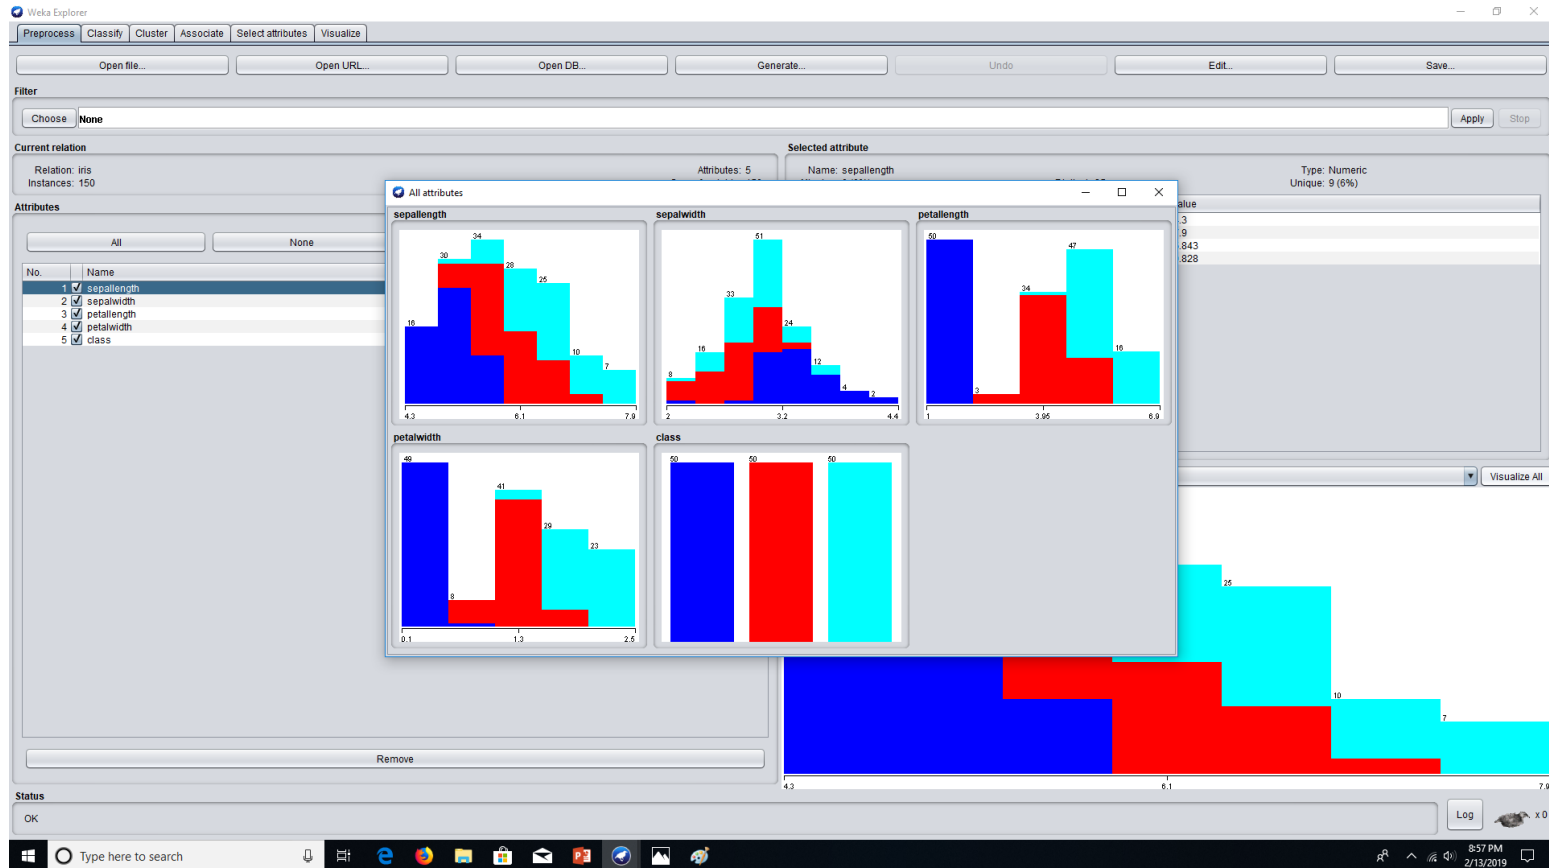 Weka Explorer
Preprocess Classify Cluster Associate Select attributes Visualize
Open file... Open URL... Open DB... Generate... Undo Edit... Save...
Filter
Choose None Apply Stop
Current relation
Relation: iris Attributes: 5
Instances: 150
Selected attribute
Name: sepallength Type: Numeric
Unique: 9 (6%)
Attributes
All None
No. Name
1 sepallength
2 sepalwidth
3 petallength
4 petalwidth
5 class
Remove
alue
.3
.9
.843
.828
All attributes
sepallength
16 30 34 28 25 10 7
4.3 6.1 7.9
sepalwidth
8 16 33 51 24 12 4 2
2 3.2 4.4
petallength
50 3 34 47 16
1 3.95 6.9
petalwidth
49 8 41 29 23
0.1 1.3 2.5
class
50 50 50
Visualize All
25 10 7
4.3 6.1 7.9
Status
OK
Log x 0
Type here to search
8:57 PM
2/13/2019